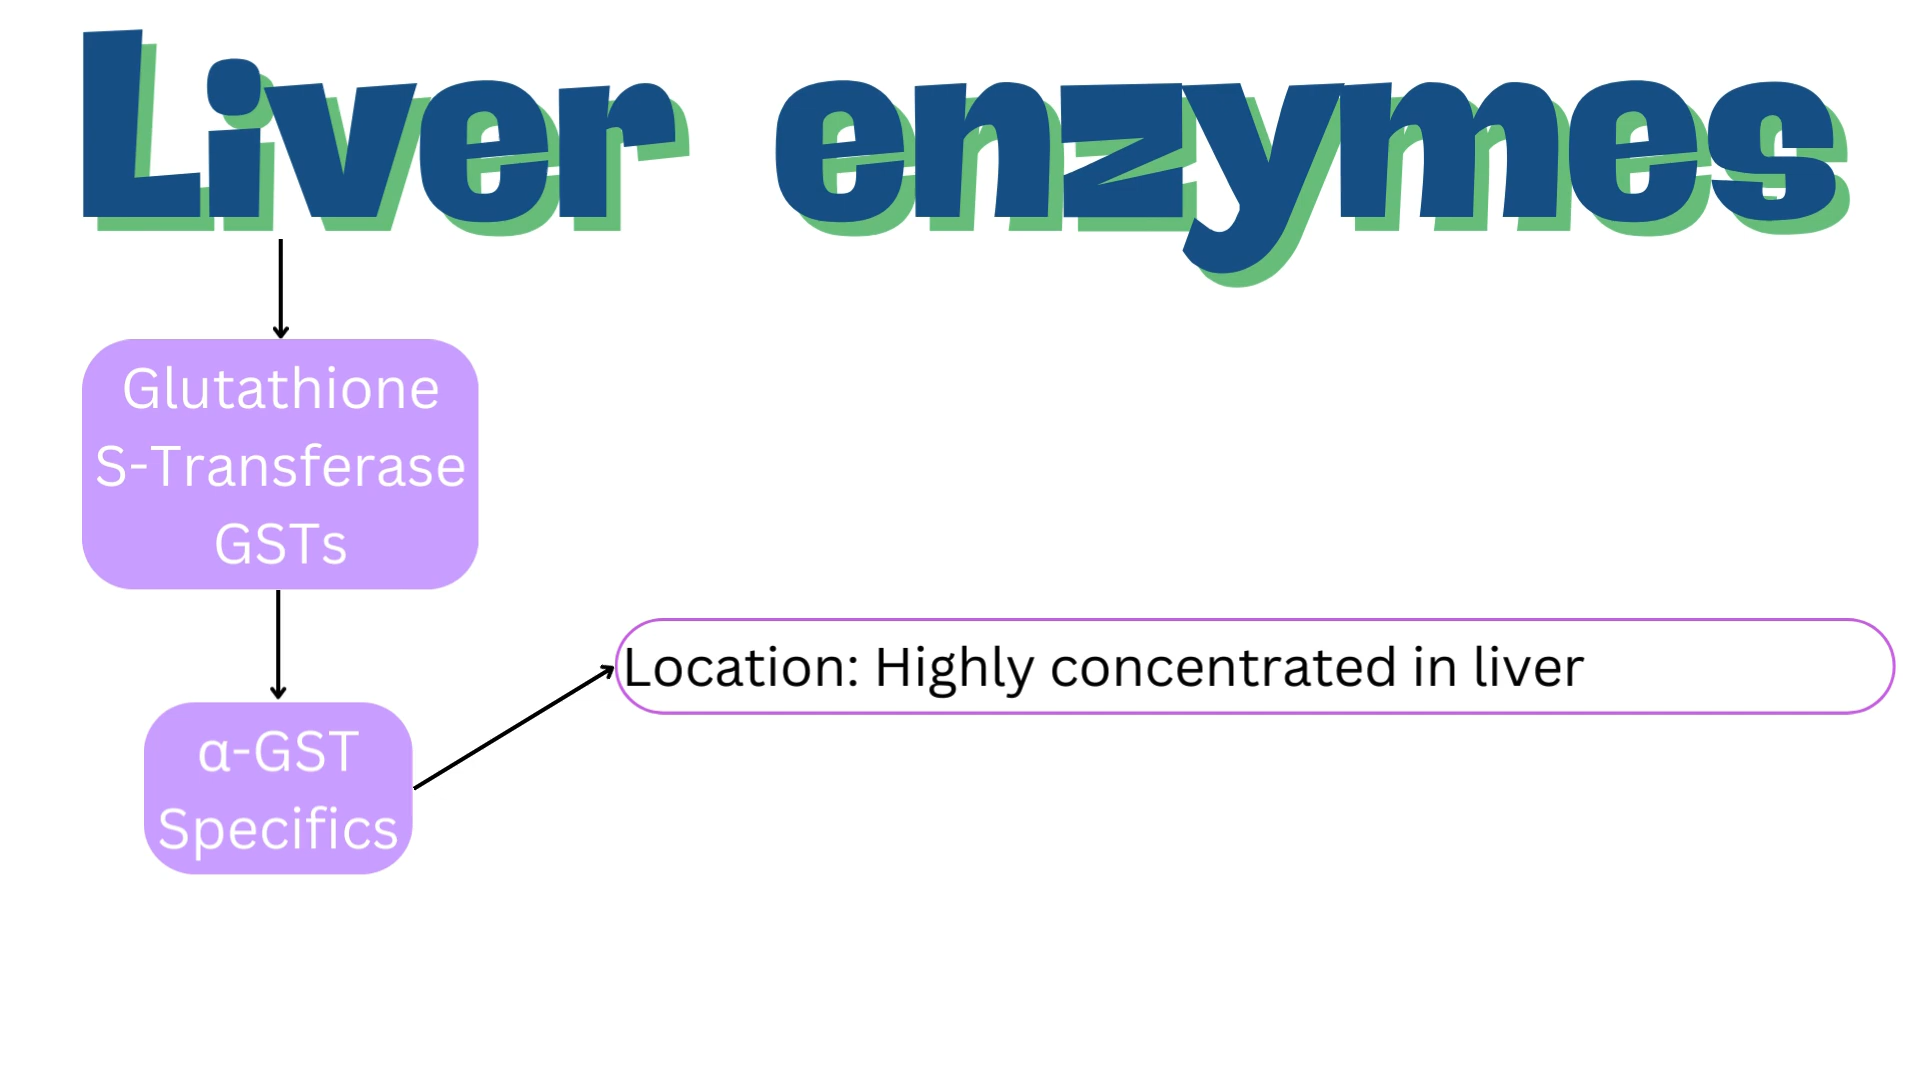 Liver enzymes
Glutathione
S-Transferase
GSTs
Location: Highly concentrated in liver
α-GST
Specifics